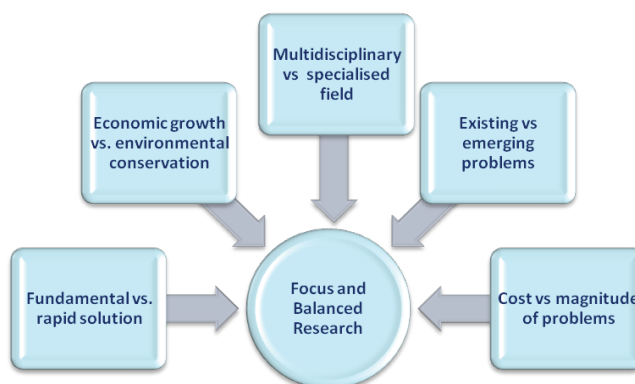 Multidisciplinary
vs specialised
field
Economic growth
vs. environmental
conservation
Existing vs
emerging
problems
Fundamental vs.
rapid solution
Focus and
Balanced
Research
Cost vs magnitude
of problems